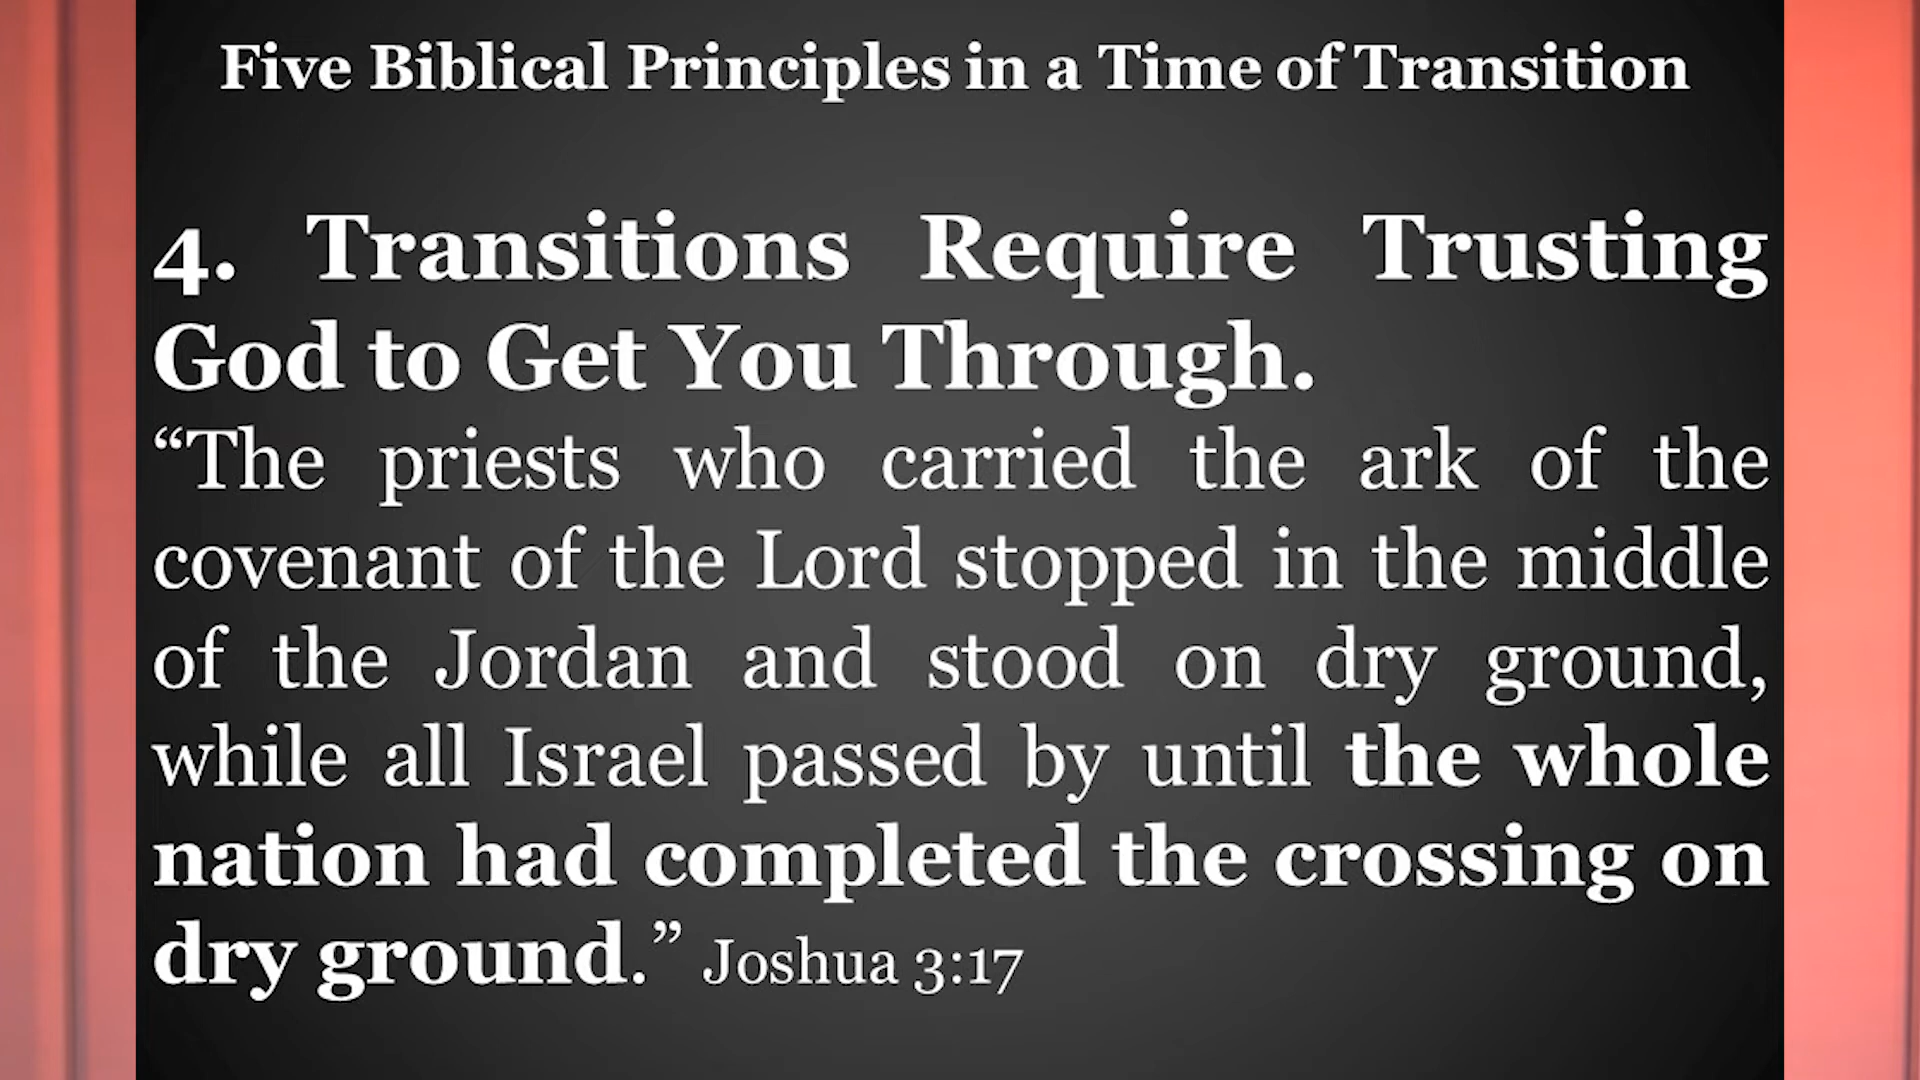 Five Biblical Principles in a Time of Transition
4. Transitions Require Trusting
God to Get You Through.
“The priests who carried the ark of the
covenant of the Lord stopped in the middle
of the Jordan and stood on dry ground,
while all Israel passed by until the whole
nation had completed the crossing on
dry ground.” Joshua 3:17